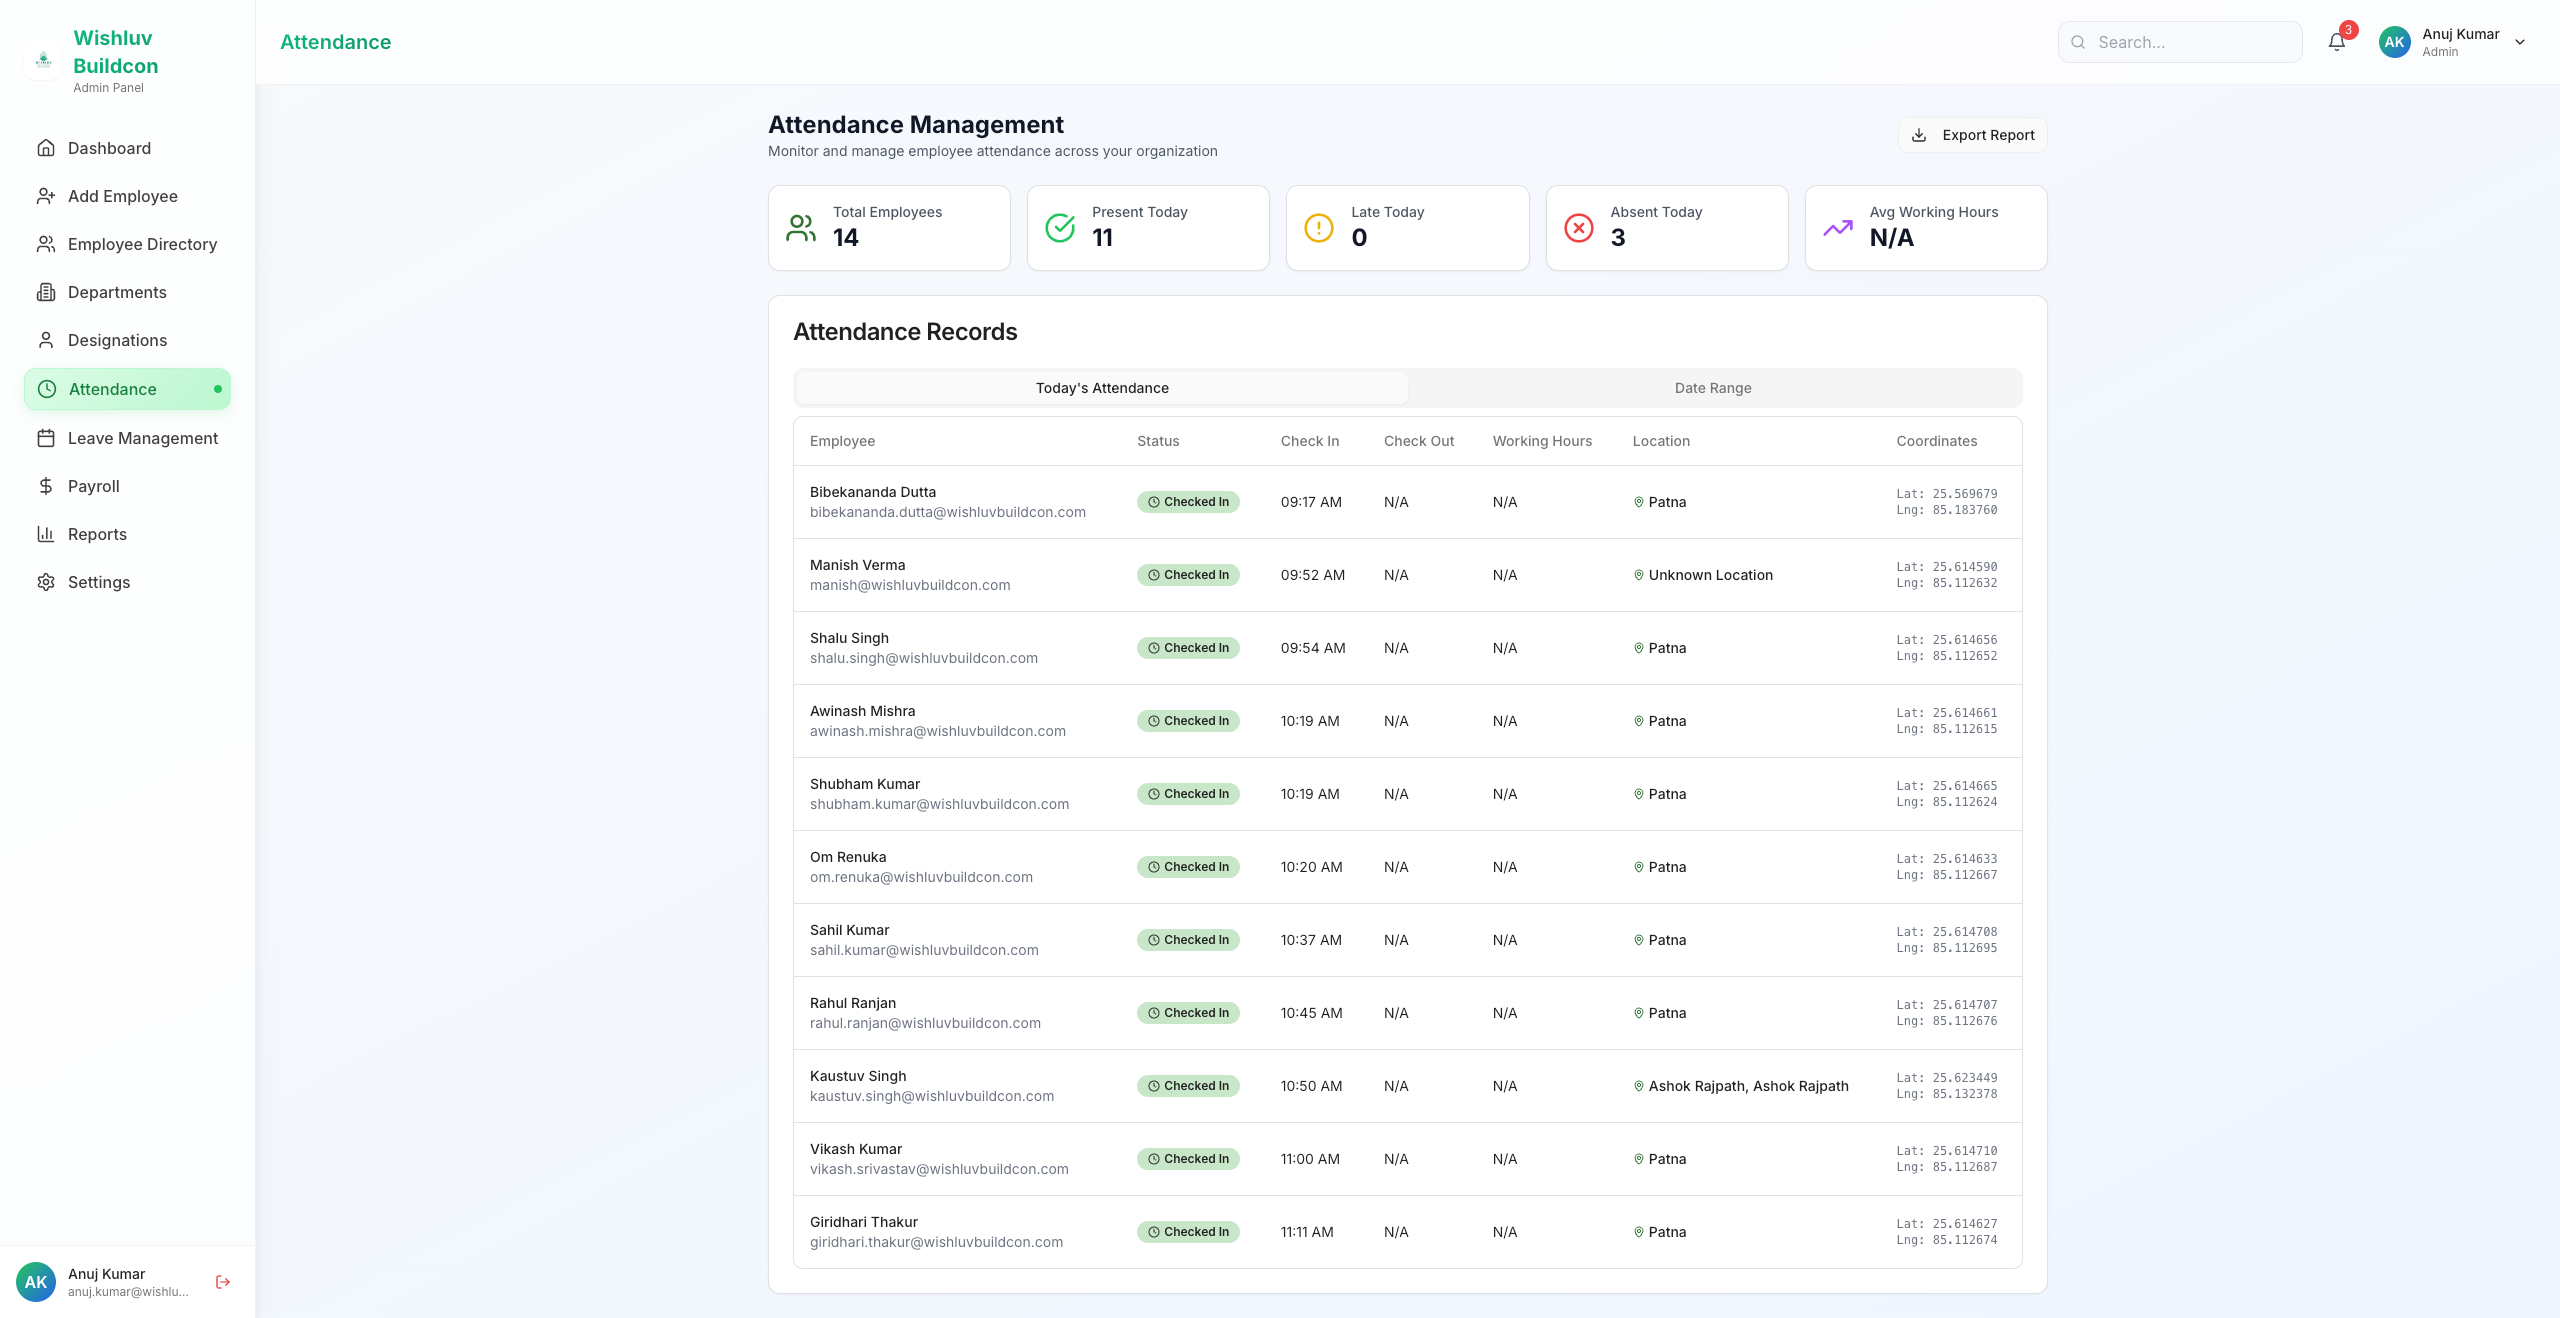 Wishluv
Buildcon
Admin Panel
Dashboard
Add Employee
Employee Directory
Departments
Designations
Attendance
Leave Management
Payroll
Reports
Settings
AK
Anuj Kumar
anuj.kumar@wishlu...
Attendance
Search...
3
AK
Anuj Kumar
Admin
Attendance Management
Monitor and manage employee attendance across your organization
Export Report
Total Employees
14
Present Today
11
Late Today
0
Absent Today
3
Avg Working Hours
N/A
Attendance Records
Today's Attendance Date Range
Employee Status Check In Check Out Working Hours Location Coordinates
Bibekananda Dutta
bibekananda.dutta@wishluvbuildcon.com
Checked In 09:17 AM N/A N/A Patna
Lat: 25.569679
Lng: 85.183760
Manish Verma
manish@wishluvbuildcon.com
Checked In 09:52 AM N/A N/A Unknown Location
Lat: 25.614590
Lng: 85.112632
Shalu Singh
shalu.singh@wishluvbuildcon.com
Checked In 09:54 AM N/A N/A Patna
Lat: 25.614656
Lng: 85.112652
Awinash Mishra
awinash.mishra@wishluvbuildcon.com
Checked In 10:19 AM N/A N/A Patna
Lat: 25.614661
Lng: 85.112615
Shubham Kumar
shubham.kumar@wishluvbuildcon.com
Checked In 10:19 AM N/A N/A Patna
Lat: 25.614665
Lng: 85.112624
Om Renuka
om.renuka@wishluvbuildcon.com
Checked In 10:20 AM N/A N/A Patna
Lat: 25.614633
Lng: 85.112667
Sahil Kumar
sahil.kumar@wishluvbuildcon.com
Checked In 10:37 AM N/A N/A Patna
Lat: 25.614708
Lng: 85.112695
Rahul Ranjan
rahul.ranjan@wishluvbuildcon.com
Checked In 10:45 AM N/A N/A Patna
Lat: 25.614707
Lng: 85.112676
Kaustuv Singh
kaustuv.singh@wishluvbuildcon.com
Checked In 10:50 AM N/A N/A Ashok Rajpath, Ashok Rajpath
Lat: 25.623449
Lng: 85.132378
Vikash Kumar
vikash.srivastav@wishluvbuildcon.com
Checked In 11:00 AM N/A N/A Patna
Lat: 25.614710
Lng: 85.112687
Giridhari Thakur
giridhari.thakur@wishluvbuildcon.com
Checked In 11:11 AM N/A N/A Patna
Lat: 25.614627
Lng: 85.112674